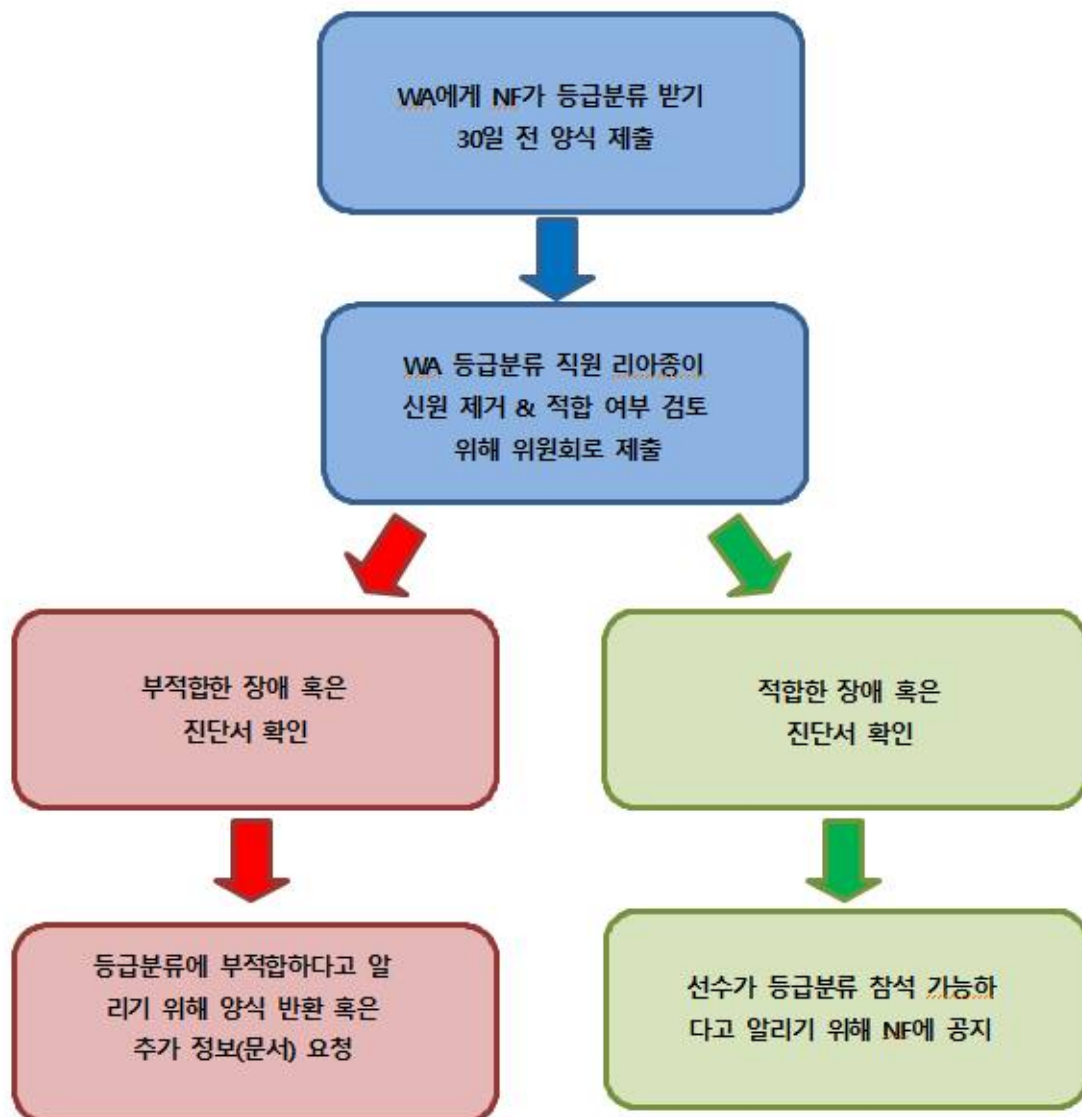 WA에게 NF가 등급분류 받기
30일 전 양식 제출
WA 등급분류 직원 리아종이
신원 제거 & 적합 여부 검토
위해 위원회로 제출
부적합한 장애 혹은
진단서 확인
적합한 장애 혹은
진단서 확인
등급분류에 부적합하다고 알
리기 위해 양식 반환 혹은
추가 정보(문서) 요청
선수가 등급분류 참석 가능하
다고 알리기 위해 NF에 공지